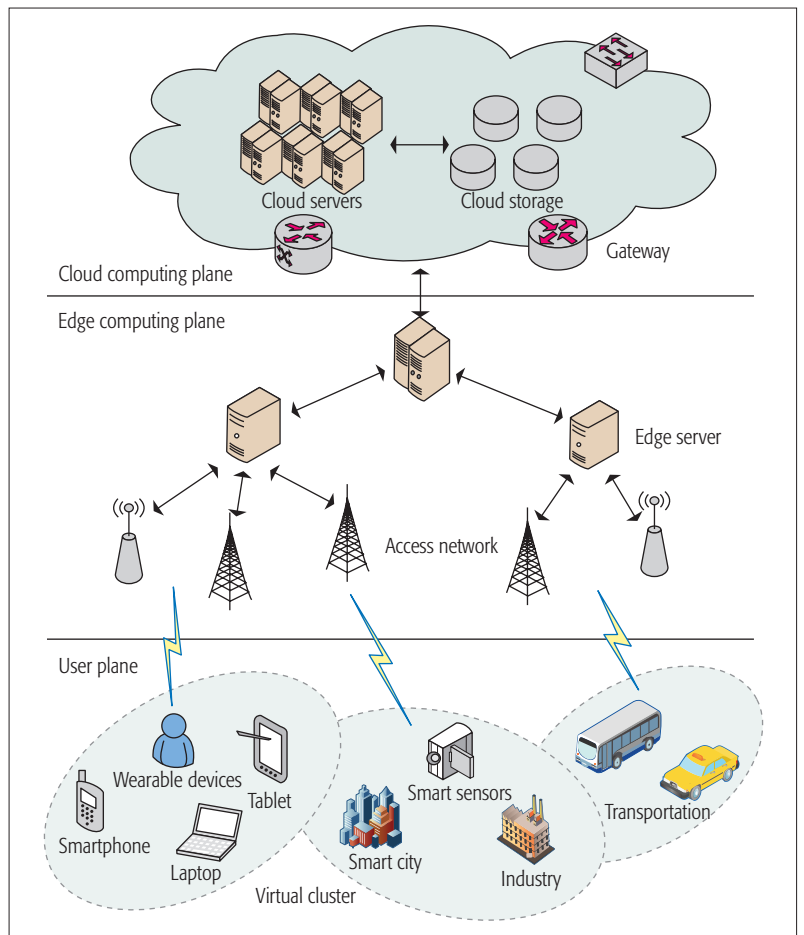 Cloud servers
Cloud storage
Gateway
Cloud computing plane
Edge computing plane
Edge server
Access network
User plane
Wearable devices
Tablet
Smartphone
Laptop
Smart sensors
Smart city
Industry
Transportation
Virtual cluster